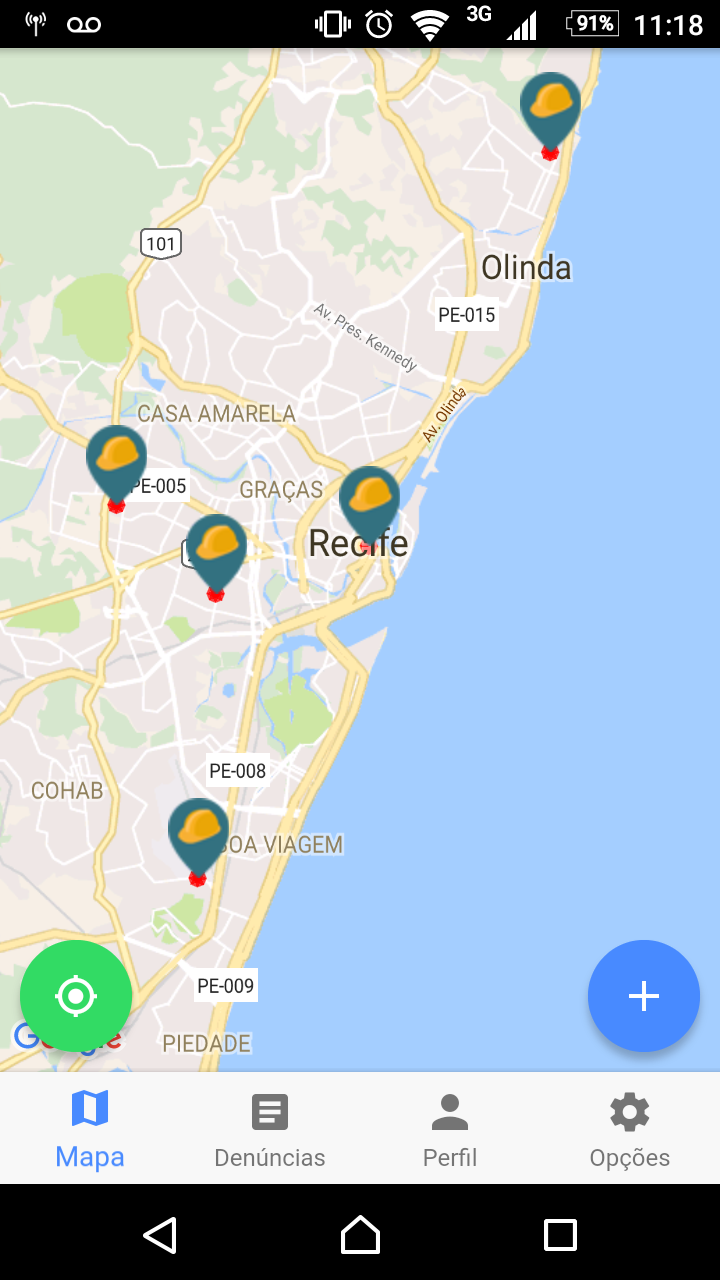 3G
91%
11:18
101
Olinda
PE-015
Av. Pres. Kennedy
Av. Olinda
CASA AMARELA
PE-005
GRAÇAS
Recife
PE-008
COHAB
BOA VIAGEM
PE-009
Google
PIEDADE
Mapa
Denúncias
Perfil
Opções